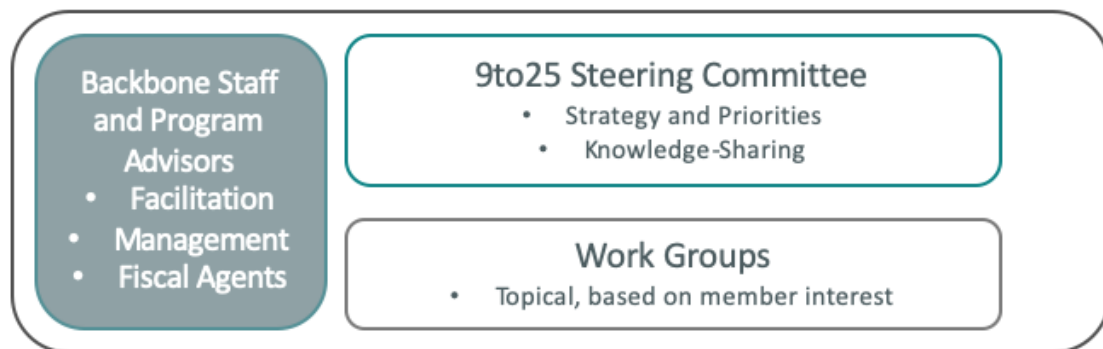 Backbone Staff
and Program
Advisors
• Facilitation
• Management
• Fiscal Agents
9to25 Steering Committee
• Strategy and Priorities
• Knowledge-Sharing
Work Groups
• Topical, based on member interest